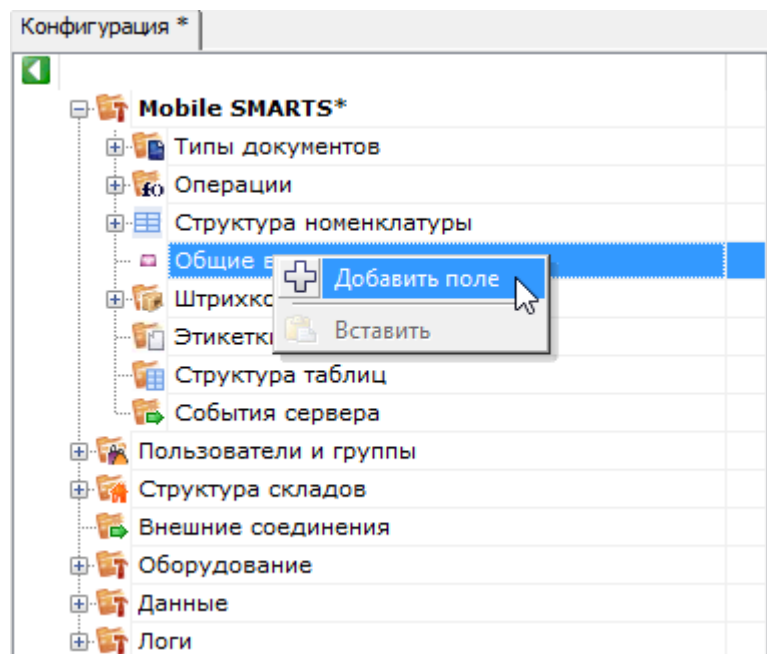 Конфигурация *
Mobile SMARTS*
Типы документов
Операции
Структура номенклатуры
Общие
Добавить поле
Вставить
Структура таблиц
События сервера
Пользователи и группы
Структура складов
Внешние соединения
Оборудование
Данные
Логи